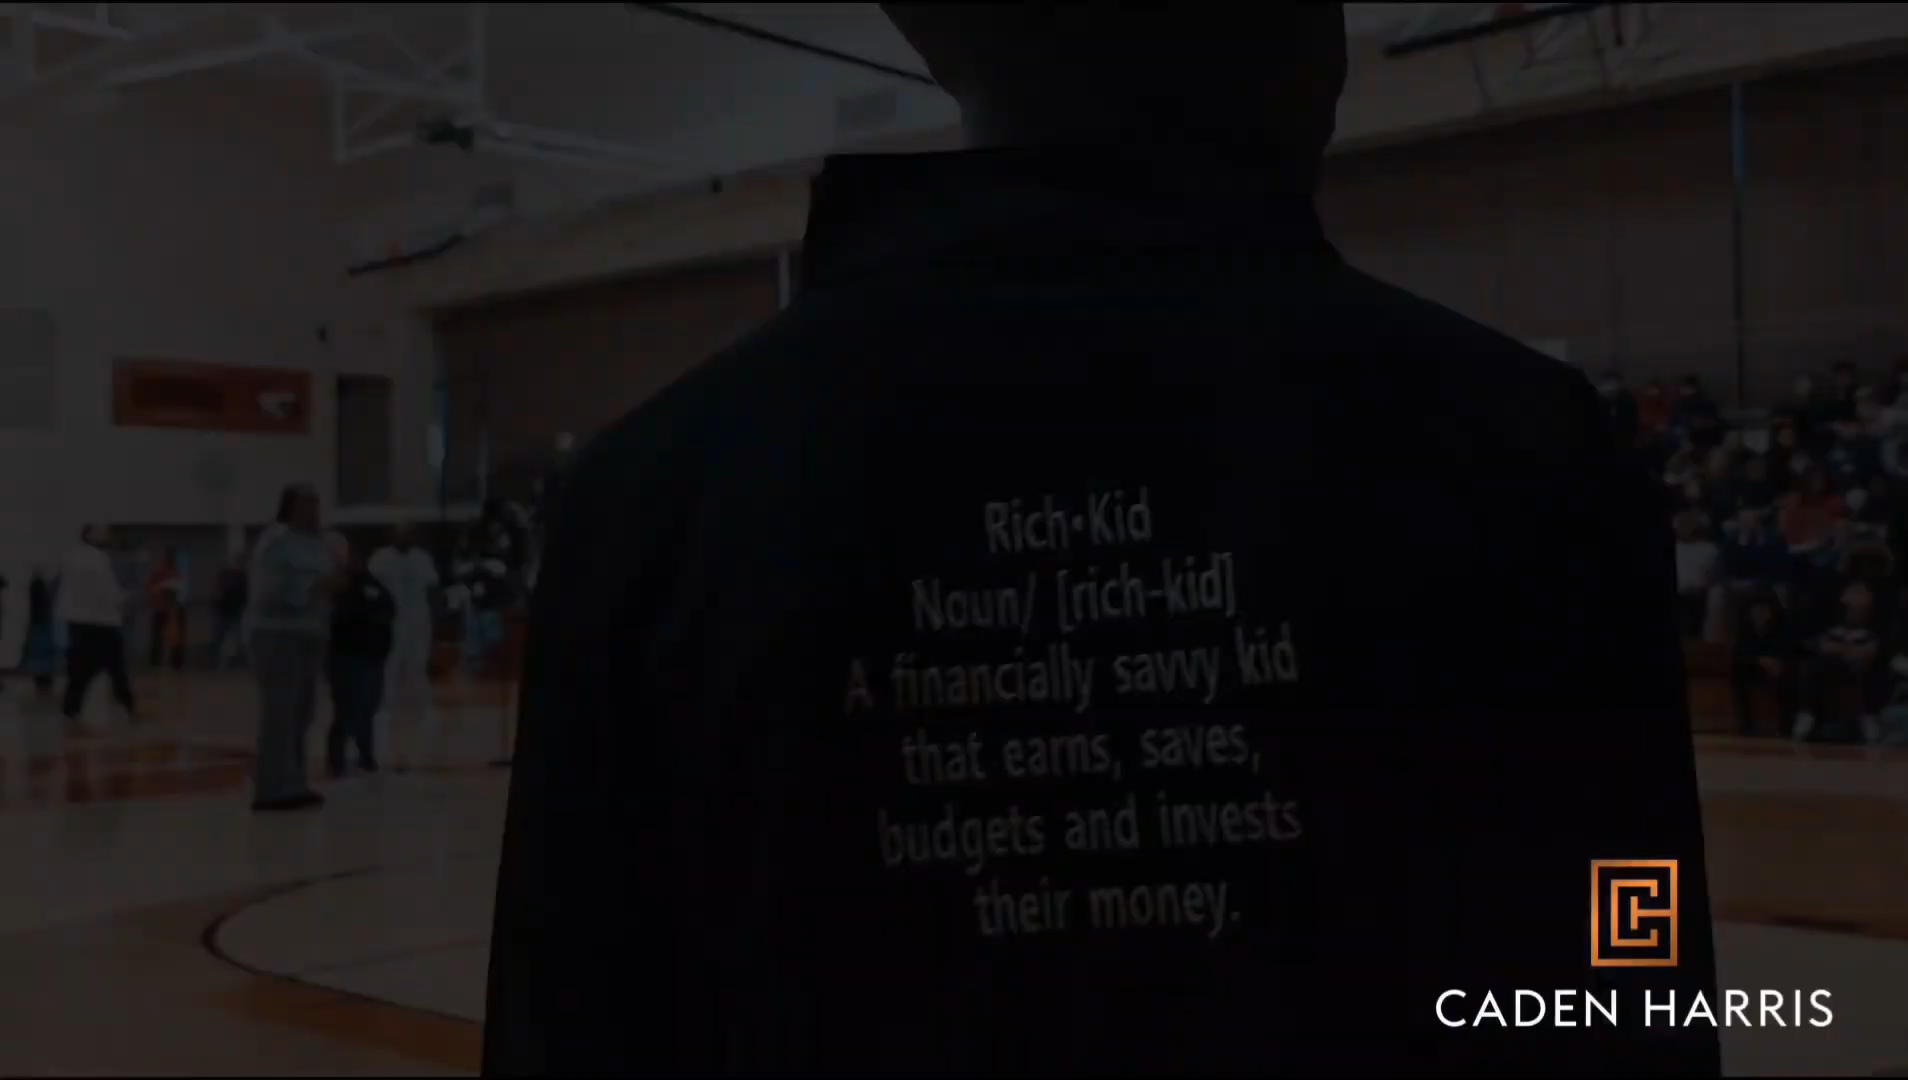 Rich•Kid
Noun/ [rich-kid]
A financially savvy kid
that earns, saves,
budgets and invests
their money.
CADEN HARRIS